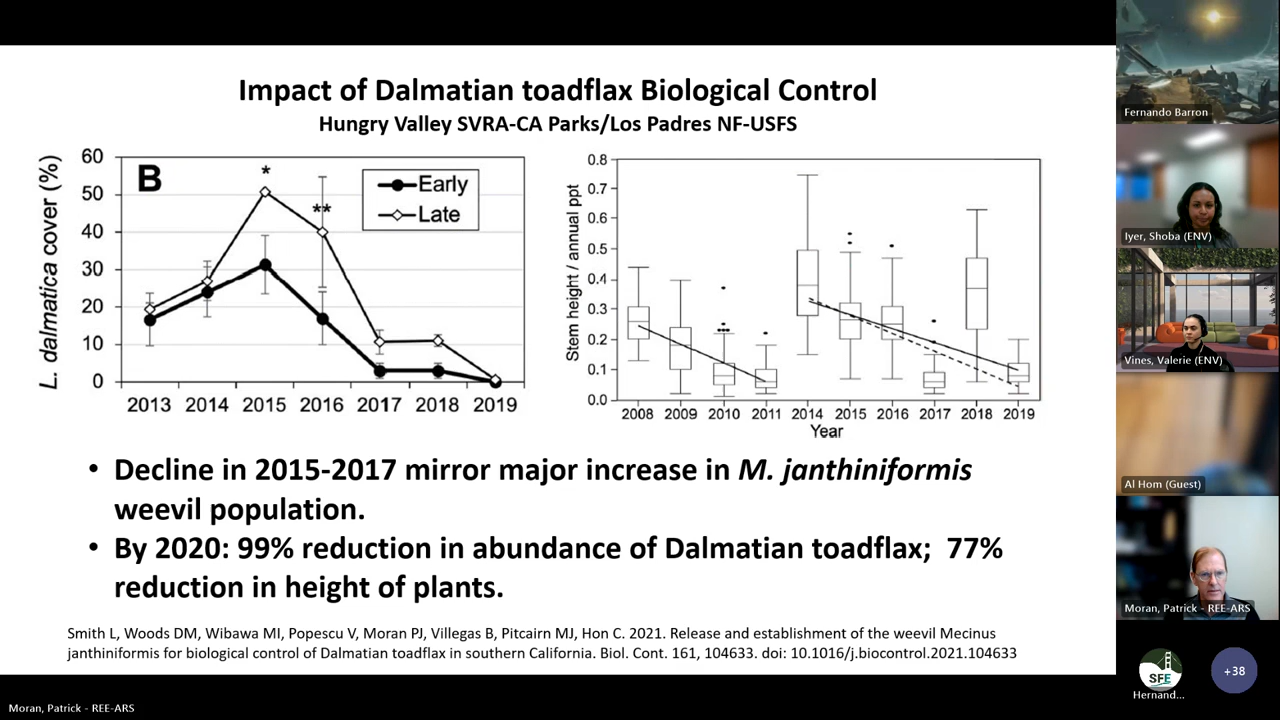 Impact of Dalmatian toadflax Biological Control
Hungry Valley SVRA-CA Parks/Los Padres NF-USFS
L. dalmatica cover (%)
60
50
40
30
20
10
0
B
*
**
Early
Late
2013 2014 2015 2016 2017 2018 2019
Stem height / annual ppt
0.8
0.7
0.6
0.5
0.4
0.3
0.2
0.1
0.0
2008 2009 2010 2011 2014 2015 2016 2017 2018 2019
Year
• Decline in 2015-2017 mirror major increase in M. janthiniformis
weevil population.
• By 2020: 99% reduction in abundance of Dalmatian toadflax; 77%
reduction in height of plants.
Smith L, Woods DM, Wibawa MI, Popescu V, Moran PJ, Villegas B, Pitcairn MJ, Hon C. 2021. Release and establishment of the weevil Mecinus
janthiniformis for biological control of Dalmatian toadflax in southern California. Biol. Cont. 161, 104633. doi: 10.1016/j.biocontrol.2021.104633
Moran, Patrick - REE-ARS
Fernando Barron
Iyer, Shoba (ENV)
Vines, Valerie (ENV)
Al Hom (Guest)
Moran, Patrick - REE-ARS
SFE
Hernand...
+38